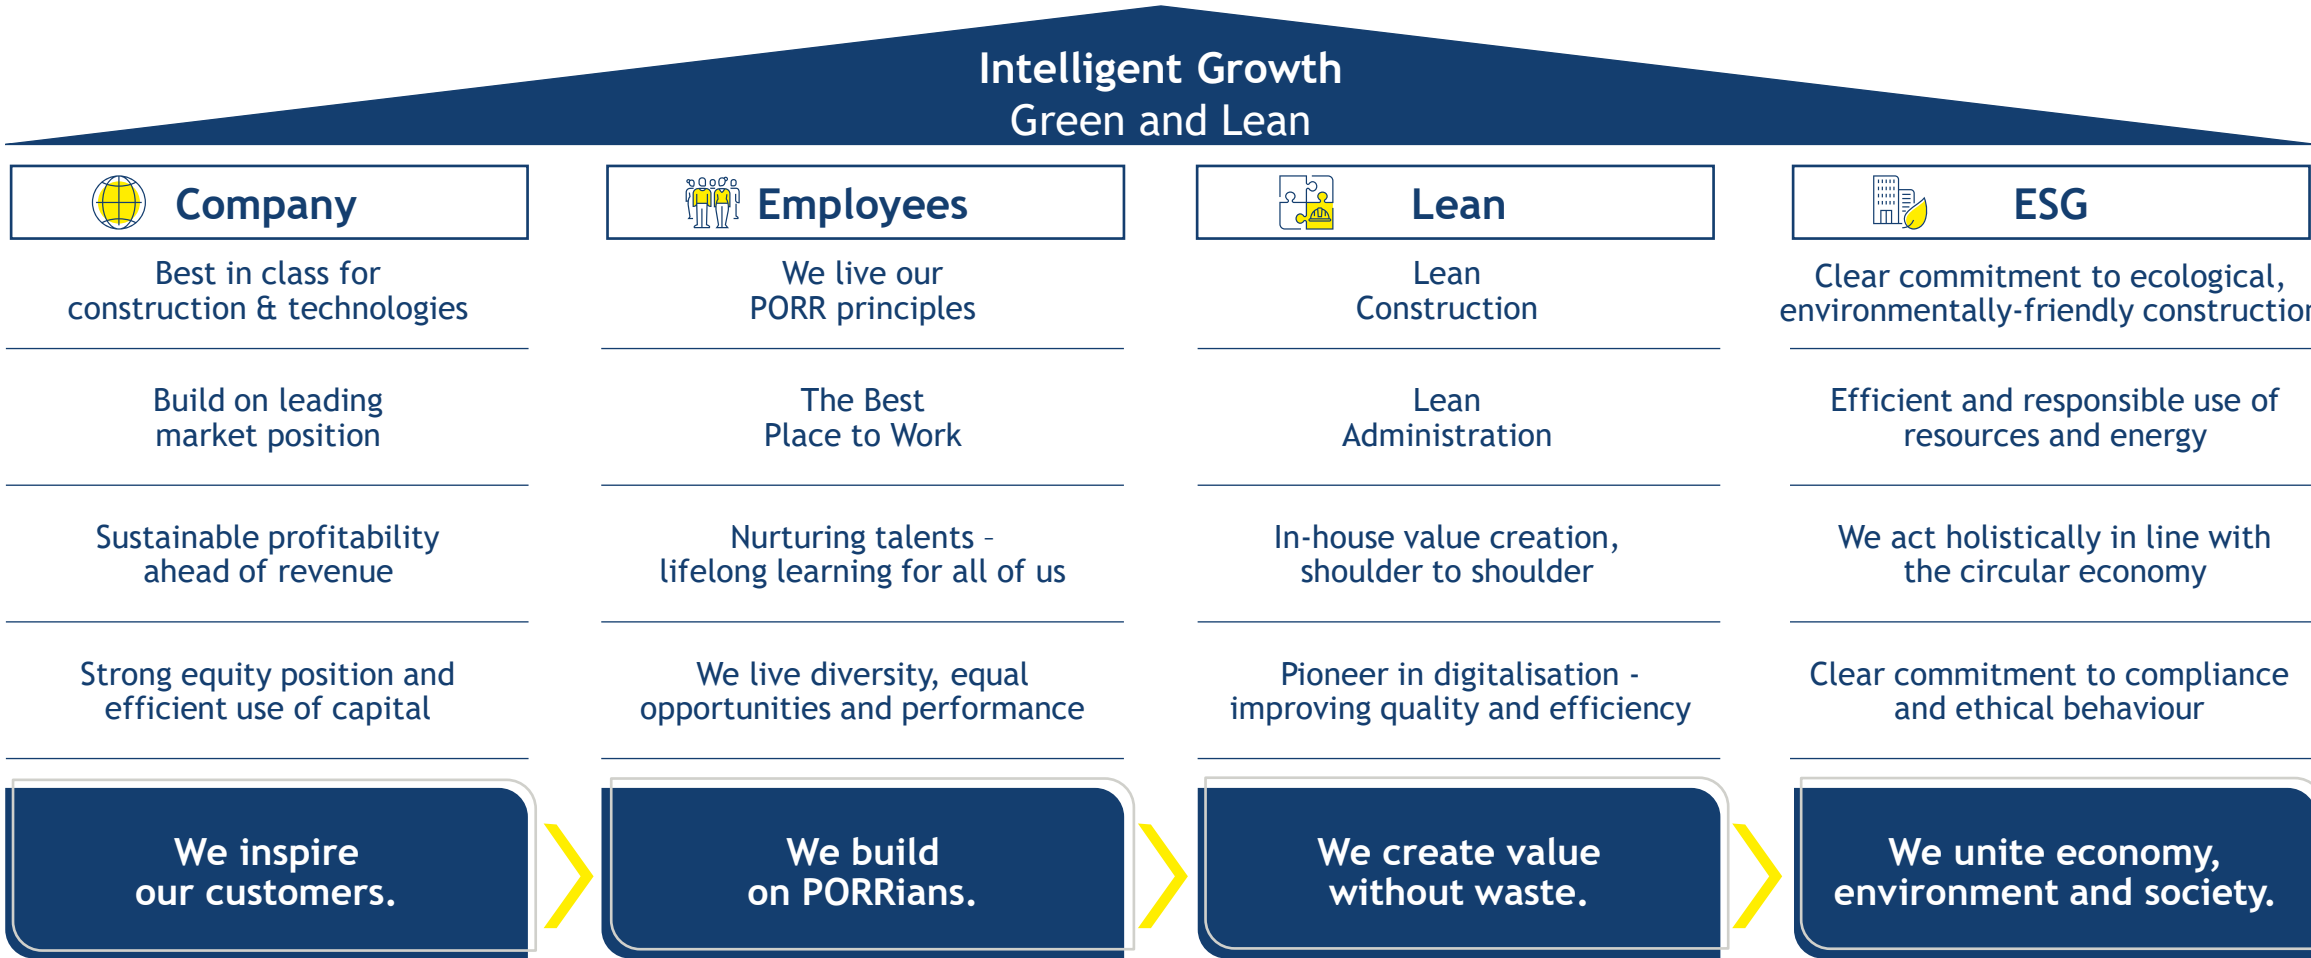 Intelligent Growth
Green and Lean
Company
Best in class for
construction & technologies
Build on leading
market position
Sustainable profitability
ahead of revenue
Strong equity position and
efficient use of capital
We inspire
our customers.
Employees
We live our
PORR principles
The Best
Place to Work
Nurturing talents –
lifelong learning for all of us
We live diversity, equal
opportunities and performance
We build
on PORRians.
Lean
Lean
Construction
Lean
Administration
In-house value creation,
shoulder to shoulder
Pioneer in digitalisation -
improving quality and efficiency
We create value
without waste.
ESG
Clear commitment to ecological,
environmentally-friendly construction
Efficient and responsible use of
resources and energy
We act holistically in line with
the circular economy
Clear commitment to compliance
and ethical behaviour
We unite economy,
environment and society.